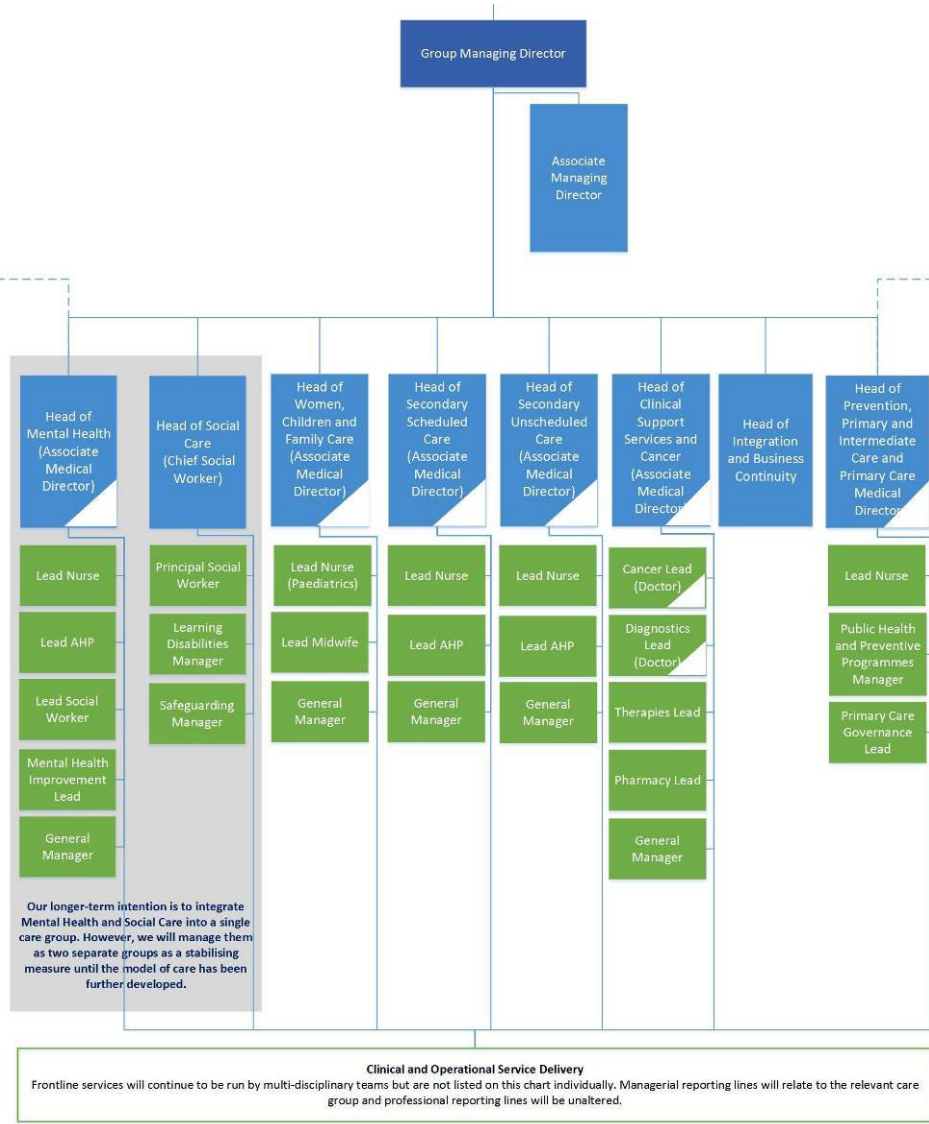 Group Managing Director
Associate
Managing
Director
Head of
Mental Health
(Associate
Medical
Director)
Head of Social
Care
(Chief Social
Worker)
Head of
Women,
Children and
Family Care
(Associate
Medical
Director)
Head of
Secondary
Scheduled
Care
(Associate
Medical
Director)
Head of
Secondary
Unscheduled
Care
(Associate
Medical
Director)
Head of
Clinical
Support
Services and
Cancer
(Associate
Medical
Director)
Head of
Integration
and Business
Continuity
Head of
Prevention,
Primary and
Intermediate
Care and
Primary Care
Medical
Director
Lead Nurse
Lead AHP
Lead Social
Worker
Mental Health
Improvement
Lead
General
Manager
Principal Social
Worker
Learning
Disabilities
Manager
Safeguarding
Manager
Lead Nurse
(Paediatrics)
Lead Midwife
General
Manager
Lead Nurse
Lead AHP
General
Manager
Lead Nurse
Lead AHP
General
Manager
Cancer Lead
(Doctor)
Diagnostics
Lead
(Doctor)
Therapies Lead
Pharmacy Lead
General
Manager
Lead Nurse
Public Health
and Preventive
Programmes
Manager
Primary Care
Governance
Lead
Our longer-term intention is to integrate
Mental Health and Social Care into a single
care group. However, we will manage them
as two separate groups as a stabilising
measure until the model of care has been
further developed.
Clinical and Operational Service Delivery
Frontline services will continue to be run by multi-disciplinary teams but are not listed on this chart individually. Managerial reporting lines will relate to the relevant care
group and professional reporting lines will be unaltered.